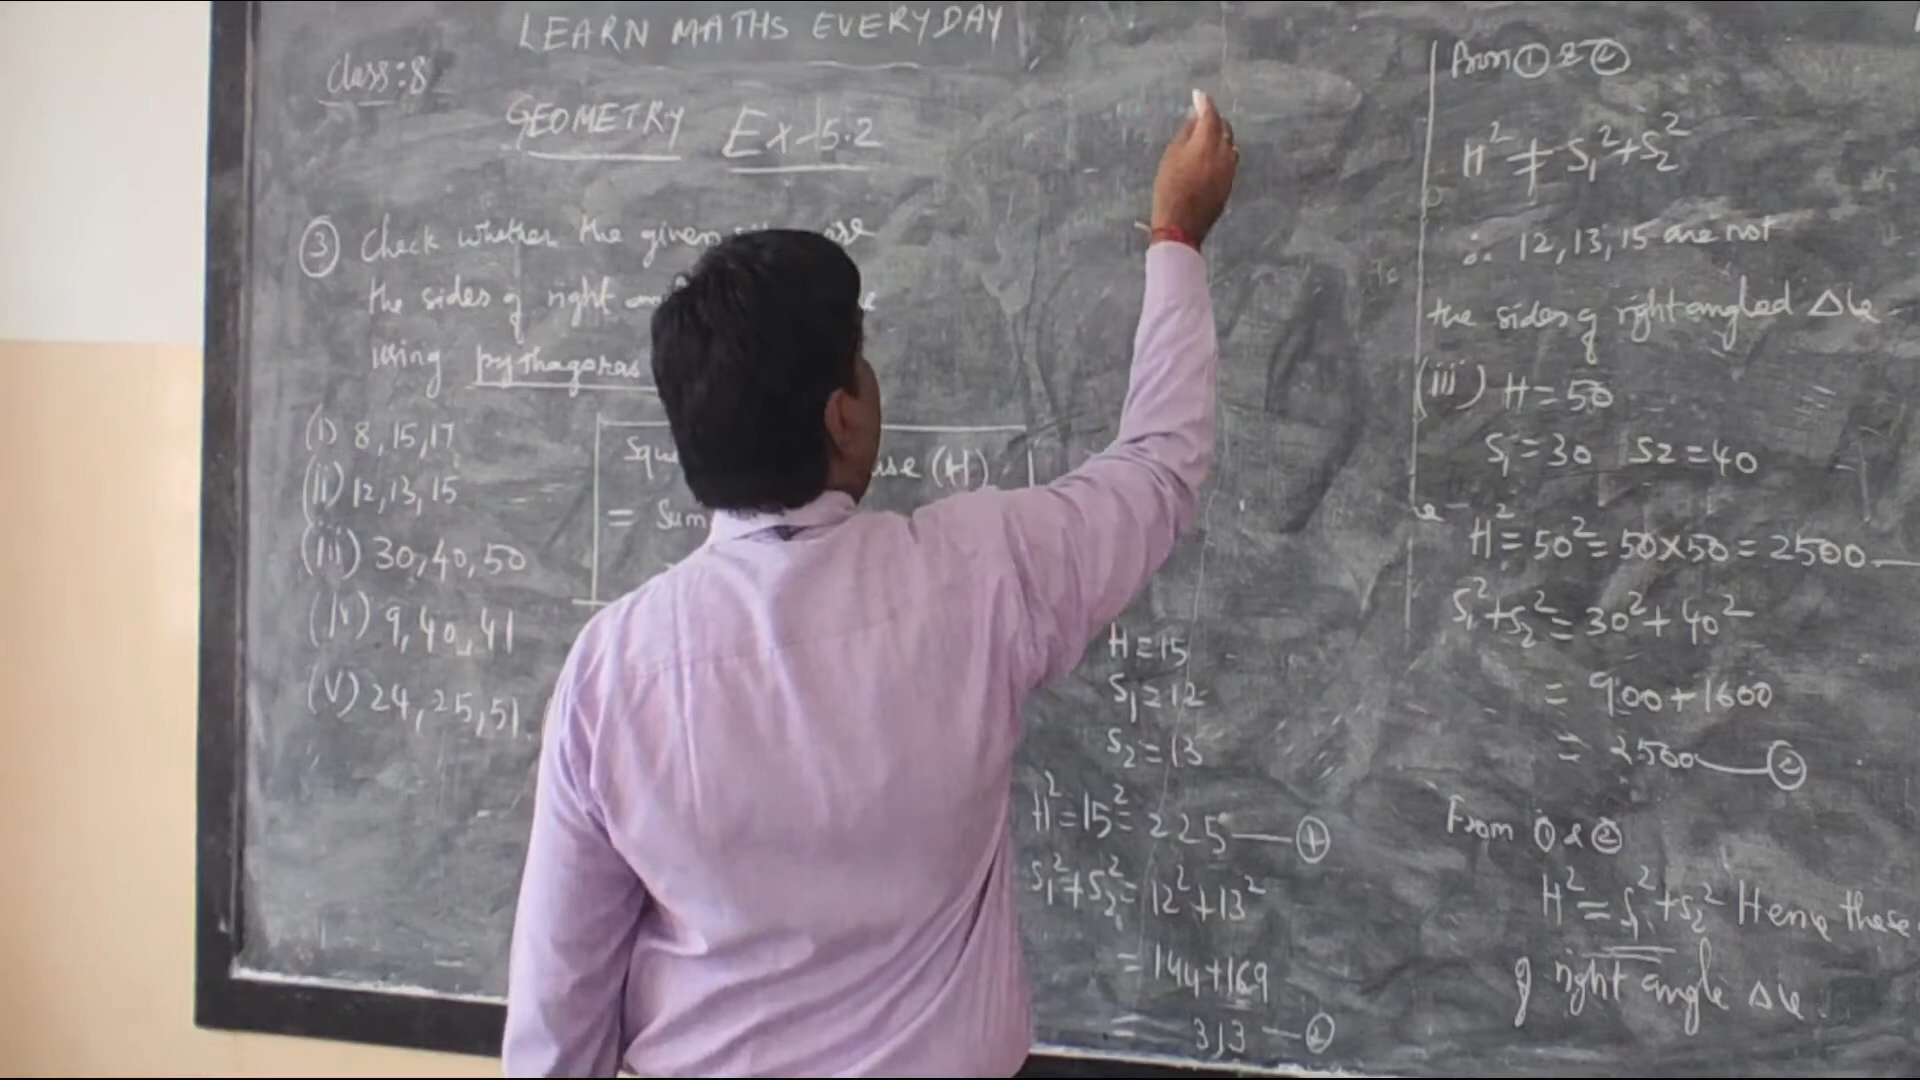 LEARN MATHS EVERYDAY
Class:8
GEOMETRY Ex-5.2
③ Check whether the given are
the sides of right
using pythagoras
(i) 8,15,17
(ii) 12,13,15
(iii) 30,40,50
(iv) 9,40,41
(v) 24,25,51.
(H)
= Sum
H=15
S₁=12
S₂=13
H²=15²=225—①
S₁²+S₂²=12²+13²
=144+169
313—②
From ① & ②
H²≠S₁²+S₂²
∴ 12,13,15 are not
the sides of right angled Δle
(iii) H=50
S₁=30 S2=40
H²=50²=50×50=2500—
S₁²+S₂²=30²+40²
= 900+1600
= 2500—②
From ① & ②
H²=S₁²+S₂² Hence these
of right angle Δle.